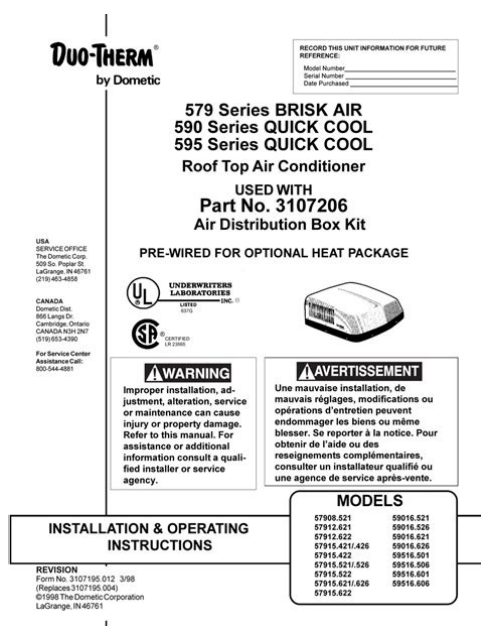 DUO-THERM®
by Dometic
RECORD THIS UNIT INFORMATION FOR FUTURE
REFERENCE:
Model Number
Serial Number
Date Purchased
579 Series BRISK AIR
590 Series QUICK COOL
595 Series QUICK COOL
Roof Top Air Conditioner
USED WITH
Part No. 3107206
Air Distribution Box Kit
PRE-WIRED FOR OPTIONAL HEAT PACKAGE
USA
SERVICE OFFICE
The Dometic Corp.
509 So. Poplar St.
LaGrange, IN 46761
(219) 463-4858
CANADA
Dometic Dist.
866 Langs Dr.
Cambridge, Ontario
CANADA N3H 2N7
(519) 653-4390
For Service Center
Assistance Call:
800-544-4881
UL
UNDERWRITERS
LABORATORIES
INC. ®
LISTED
SA ®
CERTIFIED
LR 23885
WARNING
Improper installation, ad-
justment, alteration, service
or maintenance can cause
injury or property damage.
Refer to this manual. For
assistance or additional
information consult a quali-
fied installer or service
agency.
AVERTISSEMENT
Une mauvaise installation, de
mauvais réglages, modifications ou
opérations d'entretien peuvent
endommager les biens ou même
blesser. Se reporter à la notice. Pour
obtenir de l'aide ou des
reseignements complémentaires,
consulter un installateur qualifié ou
une agence de service après-vente.
INSTALLATION & OPERATING
INSTRUCTIONS
MODELS
57908.521 59016.521
57912.621 59016.526
57912.622 59016.621
57915.421/.426 59016.626
57915.422 59516.501
57915.521/.526 59516.506
57915.522 59516.601
57915.621/.626 59516.606
57915.622
REVISION
Form No. 3107195.012 3/98
(Replaces 3107195.004)
©1998 The Dometic Corporation
LaGrange, IN 46761